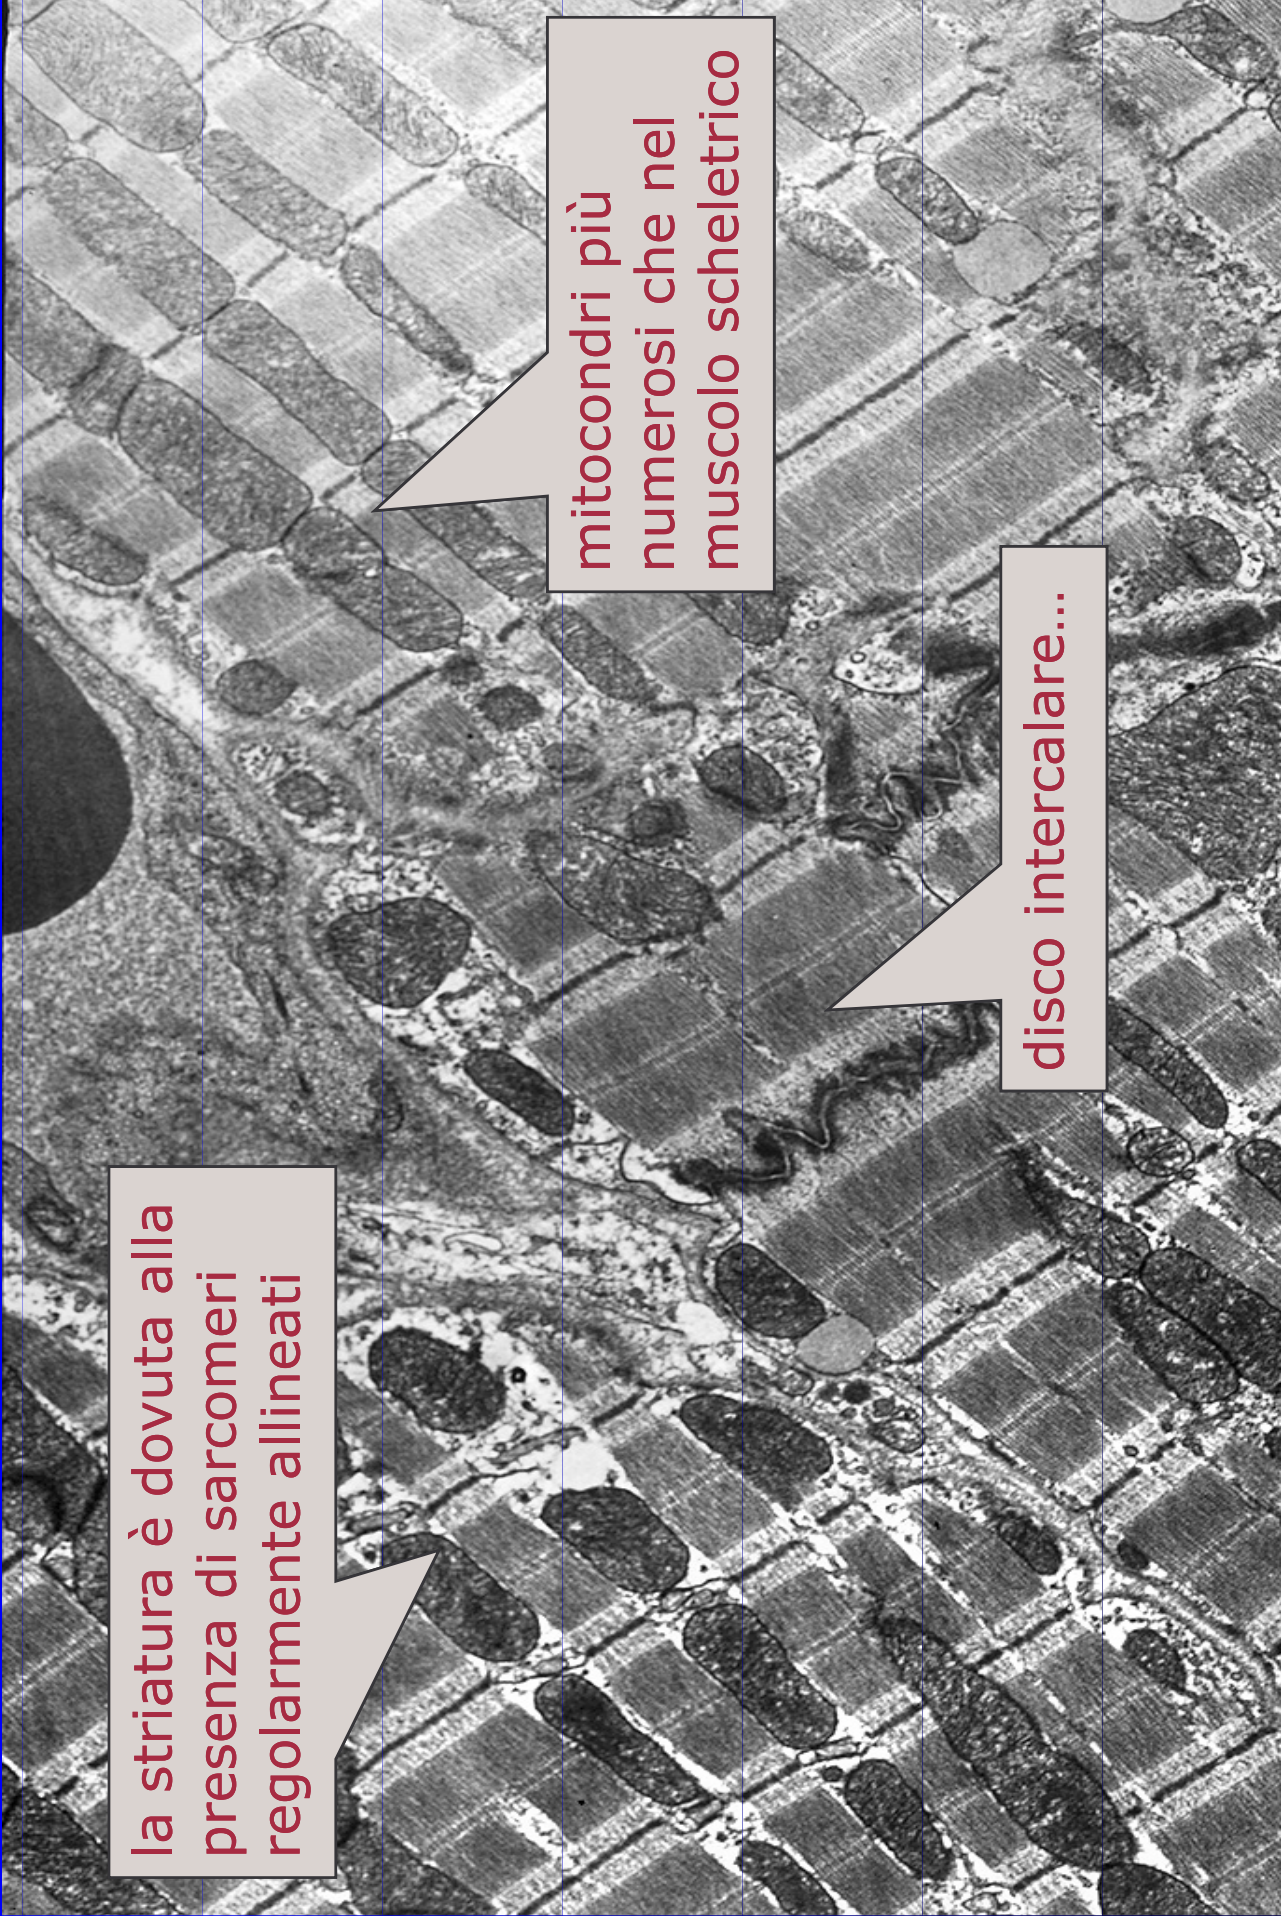 la striatura è dovuta alla
presenza di sarcomeri
regolarmente allineati
mitocondri più
numerosi che nel
muscolo scheletrico
disco intercalare...